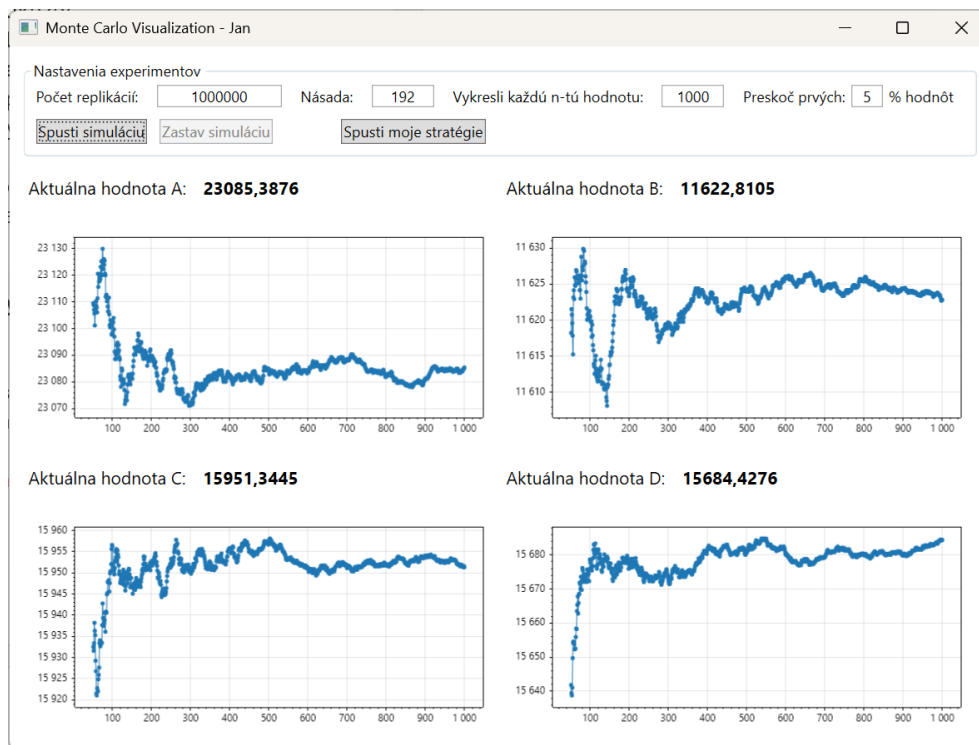 Monte Carlo Visualization - Jan
Nastavenia experimentov
Počet replikácií: 1000000 Násada: 192 Vykresli každú n-tú hodnotu: 1000 Preskoč prvých: 5 % hodnôt
Spusti simuláciu Zastav simuláciu Spusti moje stratégie
Aktuálna hodnota A: 23085,3876
23 130
23 120
23 110
23 100
23 090
23 080
23 070
100 200 300 400 500 600 700 800 900 1 000
Aktuálna hodnota B: 11622,8105
11 630
11 625
11 620
11 615
11 610
100 200 300 400 500 600 700 800 900 1 000
Aktuálna hodnota C: 15951,3445
15 960
15 955
15 950
15 945
15 940
15 935
15 930
15 925
15 920
100 200 300 400 500 600 700 800 900 1 000
Aktuálna hodnota D: 15684,4276
15 680
15 670
15 660
15 650
15 640
100 200 300 400 500 600 700 800 900 1 000